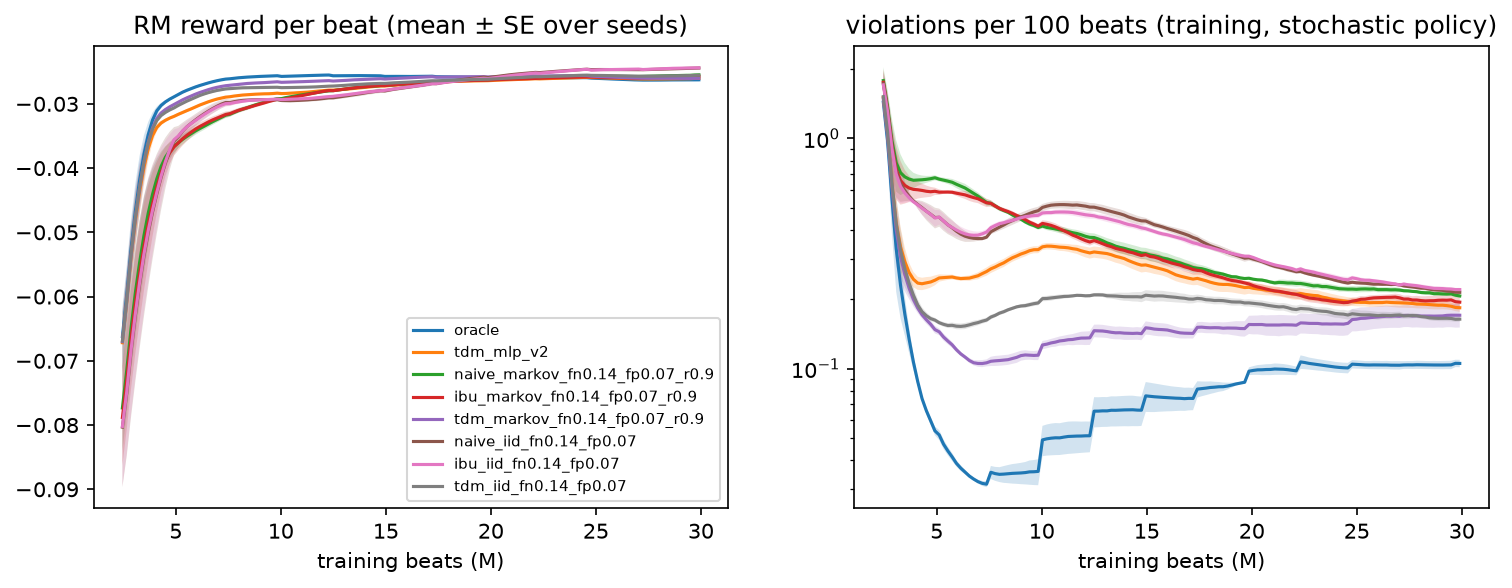 RM reward per beat (mean ± SE over seeds)
−0.03
−0.04
−0.05
−0.06
−0.07
−0.08
−0.09
5
10
15
20
25
30
training beats (M)
oracle
tdm_mlp_v2
naive_markov_fn0.14_fp0.07_r0.9
ibu_markov_fn0.14_fp0.07_r0.9
tdm_markov_fn0.14_fp0.07_r0.9
naive_iid_fn0.14_fp0.07
ibu_iid_fn0.14_fp0.07
tdm_iid_fn0.14_fp0.07
violations per 100 beats (training, stochastic policy)
10⁰
10⁻¹
5
10
15
20
25
30
training beats (M)